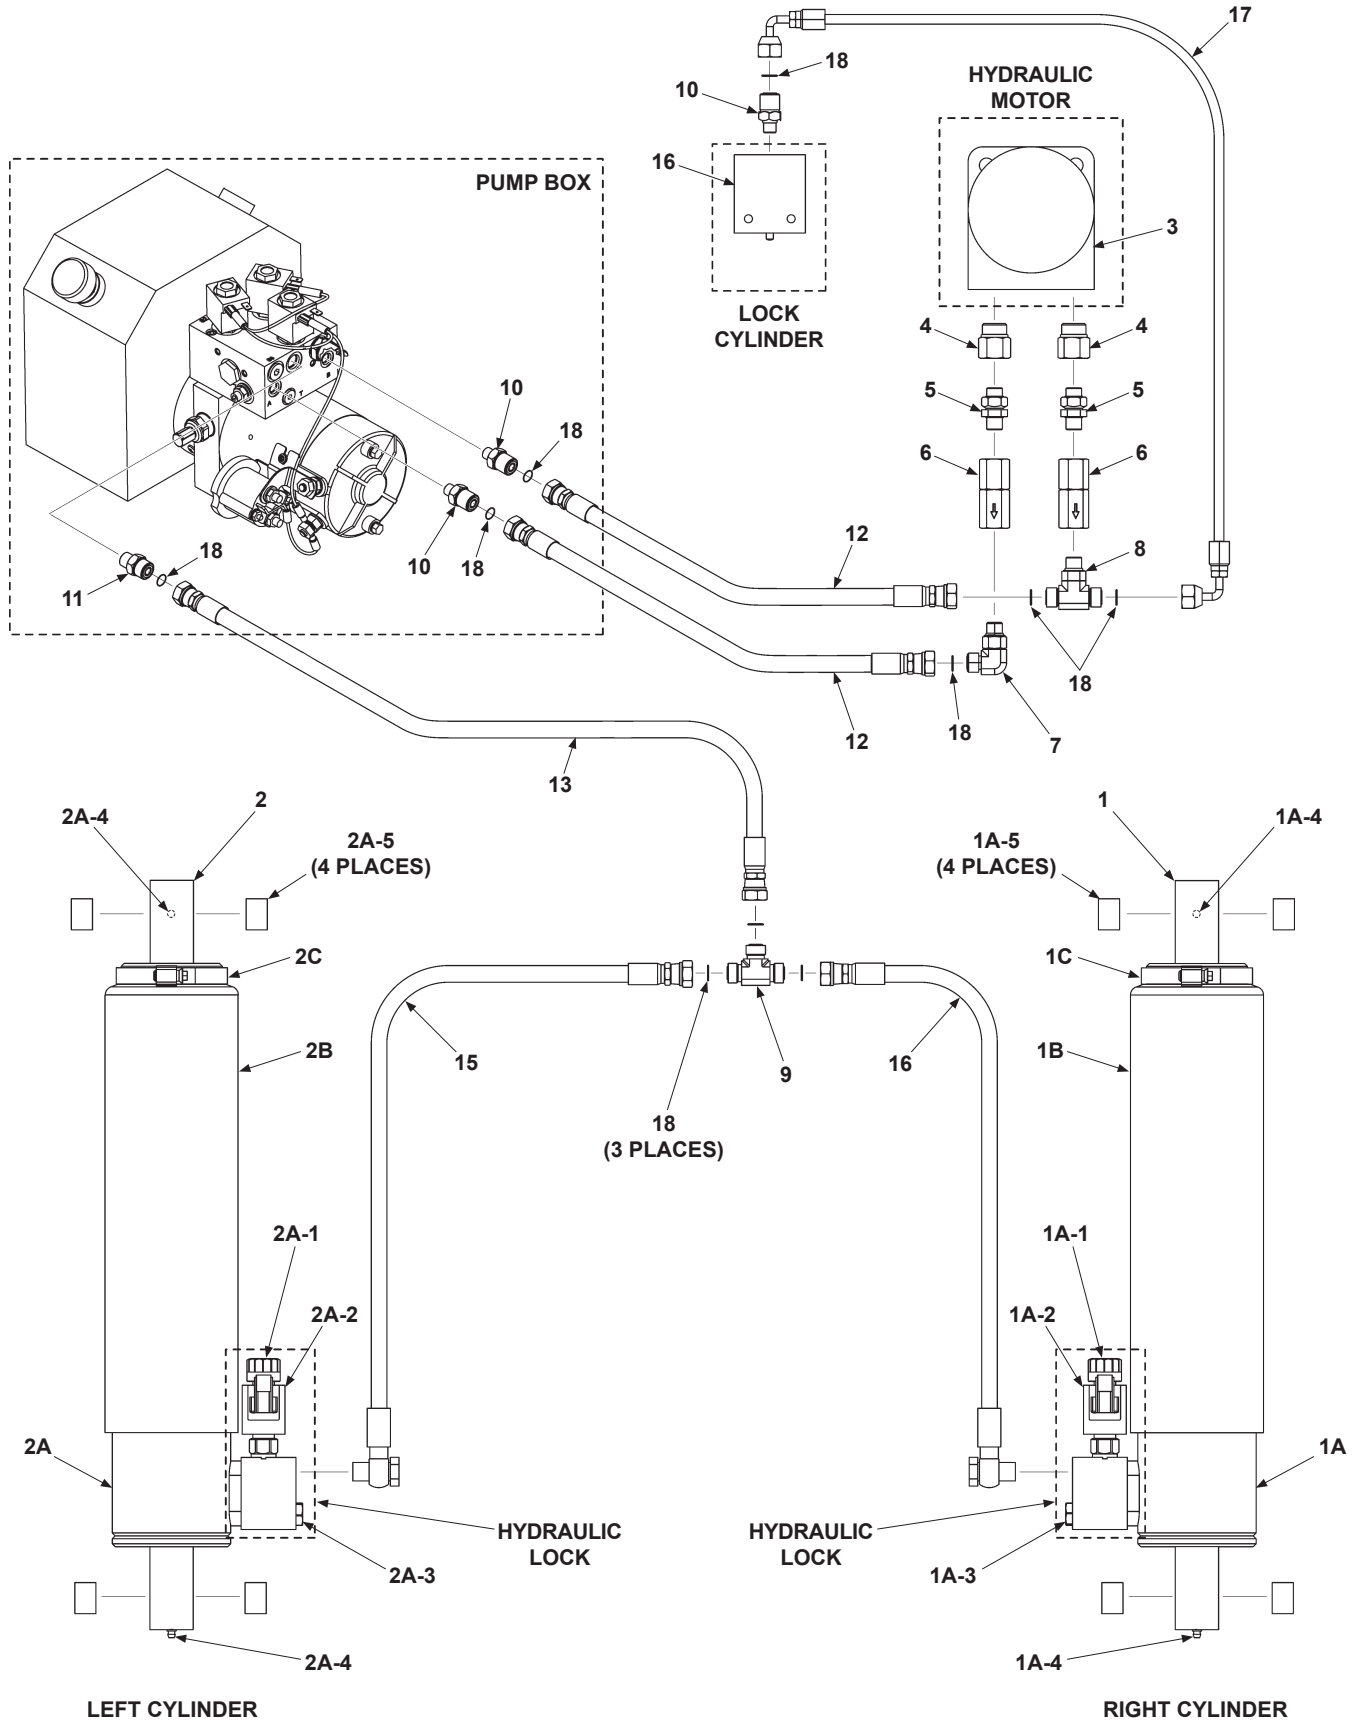 17
18
HYDRAULIC
MOTOR
10
16
PUMP BOX
3
LOCK
CYLINDER
4
4
10
5
5
18
6
6
A
T
B
18
12
8
10
18
11
18
7
12
18
13
2A-4
2
2A-5
(4 PLACES)
1
1A-4
1A-5
(4 PLACES)
2C
1C
2B
15
9
16
1B
18
(3 PLACES)
2A-1
1A-1
2A-2
1A-2
2A
1A
HYDRAULIC
LOCK
HYDRAULIC
LOCK
2A-3
1A-3
2A-4
1A-4
LEFT CYLINDER
RIGHT CYLINDER